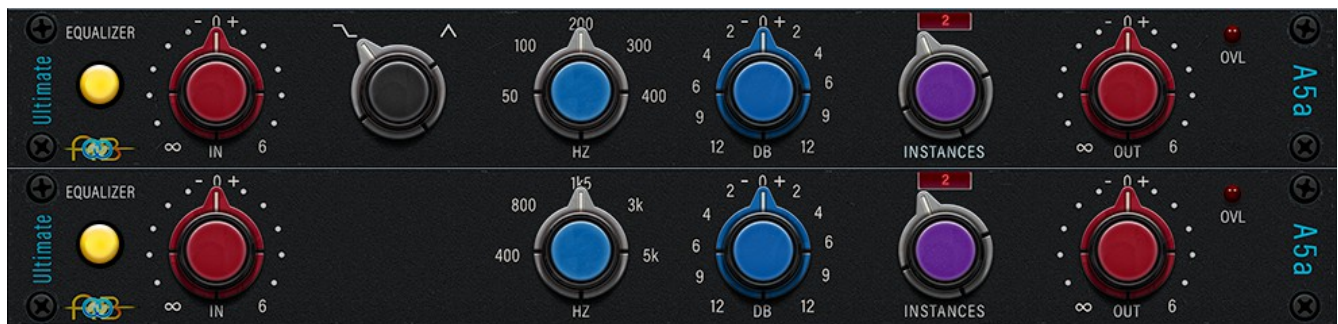 EQUALIZER
Ultimate
- 0 +
∞ IN 6
50 100 200 300 400
HZ
- 0 +
2 2
4 4
6 6
9 9
12 DB 12
2
INSTANCES
- 0 +
∞ OUT 6
OVL
A5a
EQUALIZER
Ultimate
- 0 +
∞ IN 6
400 800 1k5 3k 5k
HZ
- 0 +
2 2
4 4
6 6
9 9
12 DB 12
2
INSTANCES
- 0 +
∞ OUT 6
OVL
A5a